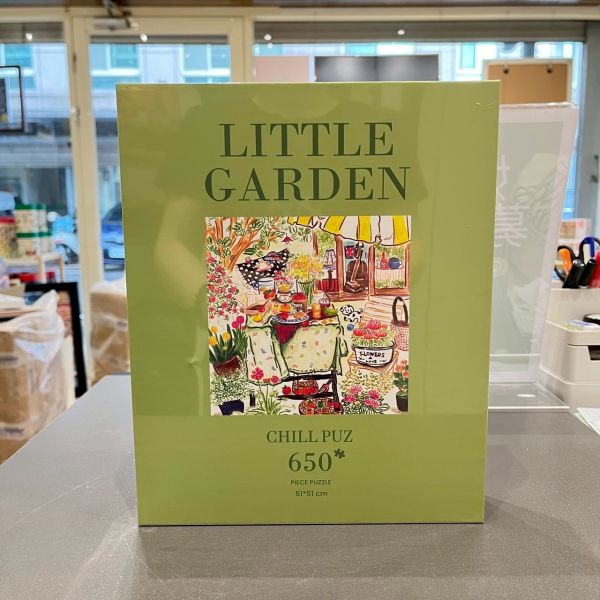 LITTLE
GARDEN
FLOWERS
CHILL PUZ
650
PIECE PUZZLE
51*51 cm